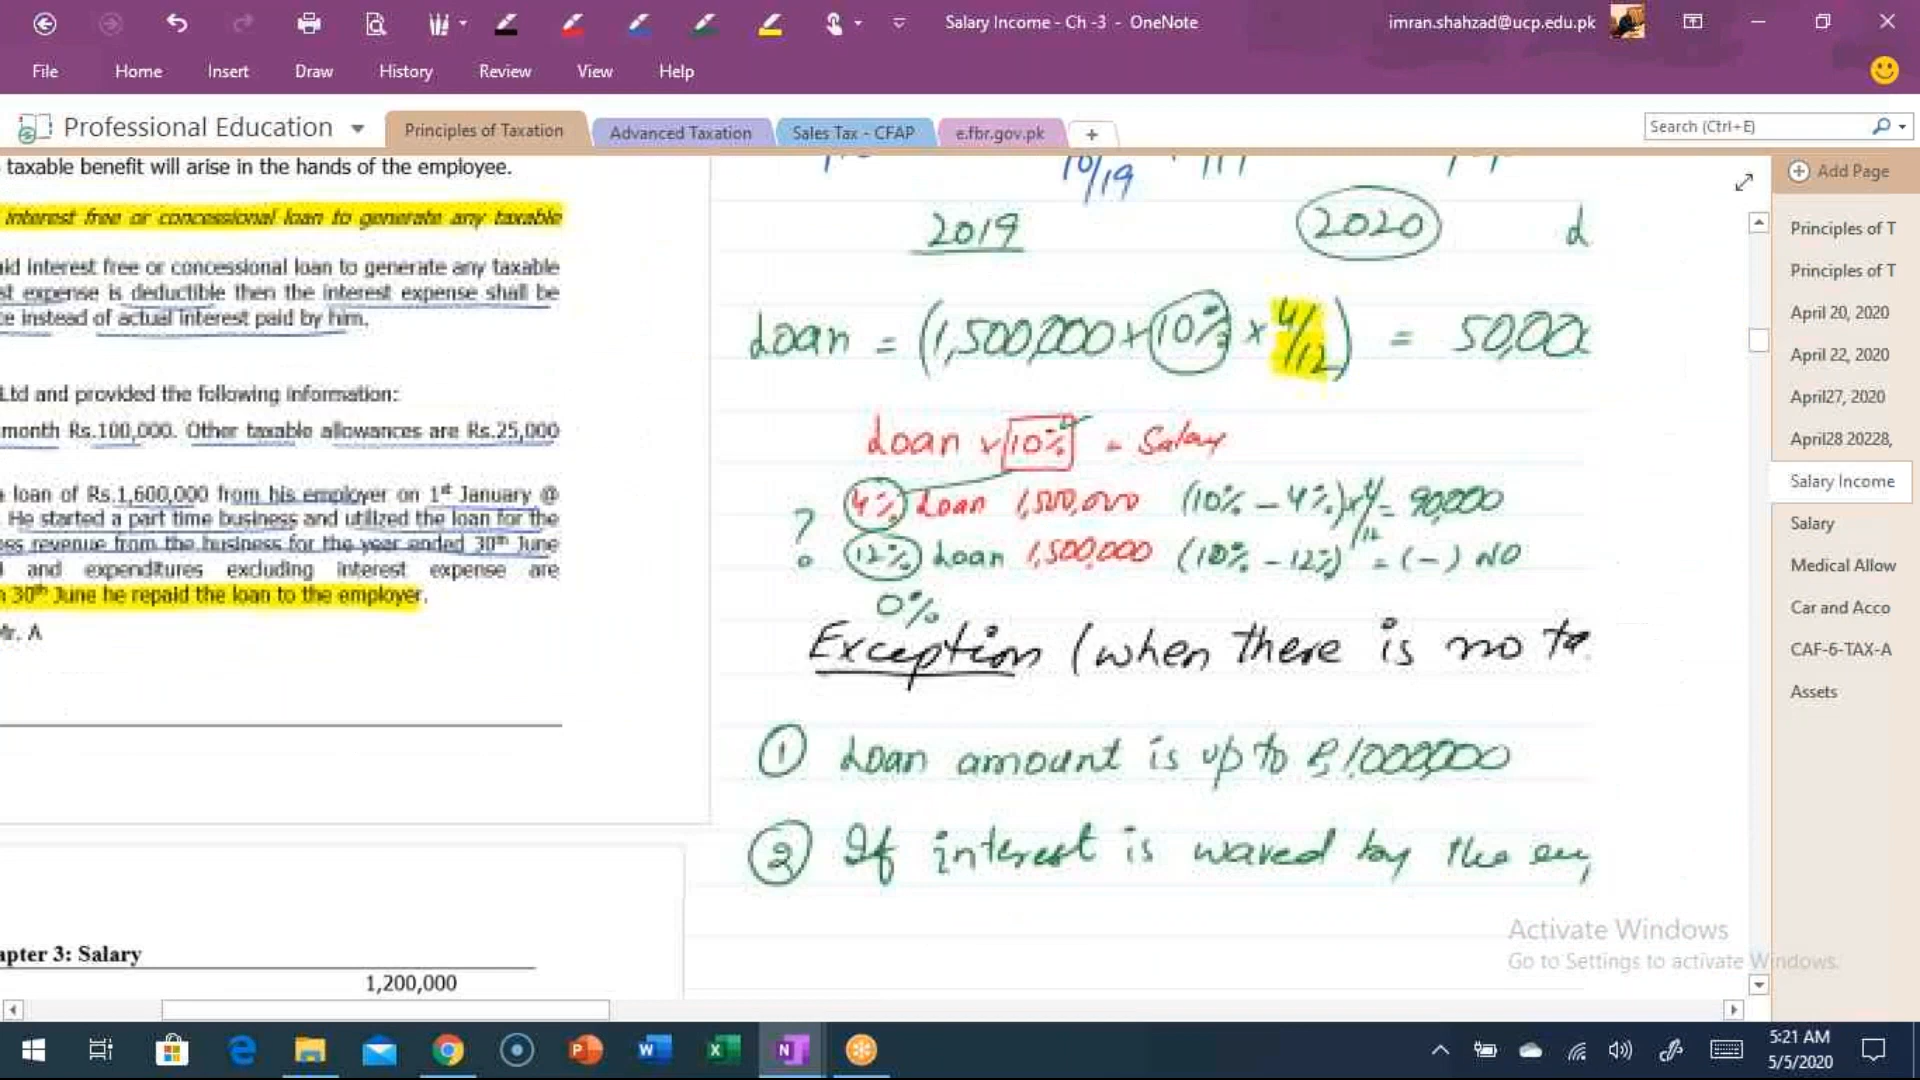 Salary Income - Ch -3 - OneNote
imran.shahzad@ucp.edu.pk
File Home Insert Draw History Review View Help
Professional Education
Principles of Taxation
Advanced Taxation
Sales Tax - CFAP
e.fbr.gov.pk
+
Search (Ctrl+E)
Add Page
Principles of T
Principles of T
April 20, 2020
April 22, 2020
April27, 2020
April28 20228,
Salary Income
Salary
Medical Allow
Car and Acco
CAF-6-TAX-A
Assets
taxable benefit will arise in the hands of the employee.
interest free or concessional loan to generate any taxable
id interest free or concessional loan to generate any taxable
st expense is deductible then the interest expense shall be
e instead of actual interest paid by him.
Ltd and provided the following information:
month Rs.100,000. Other taxable allowances are Rs.25,000
a loan of Rs.1,600,000 from his employer on 1st January @
. He started a part time business and utilized the loan for the
ess revenue from the business for the year ended 30th June
and expenditures excluding interest expense are
n 30th June he repaid the loan to the employer.
Mr. A
apter 3: Salary
1,200,000
10/19
2019 2020
Loan = (1,500,000 x 10% x 4/12) = 50,00
Loan x 10% = Salary
? 4% Loan 1,500,000 (10% - 4%) x 4/12 = 90,000
12% Loan 1,500,000 (10% - 12%) = (-) NO
0%
Exception (when there is no ta
1 Loan amount is up to 1,000,000
2 If interest is waved by the em
Activate Windows
Go to Settings to activate Windows.
5:21 AM
5/5/2020